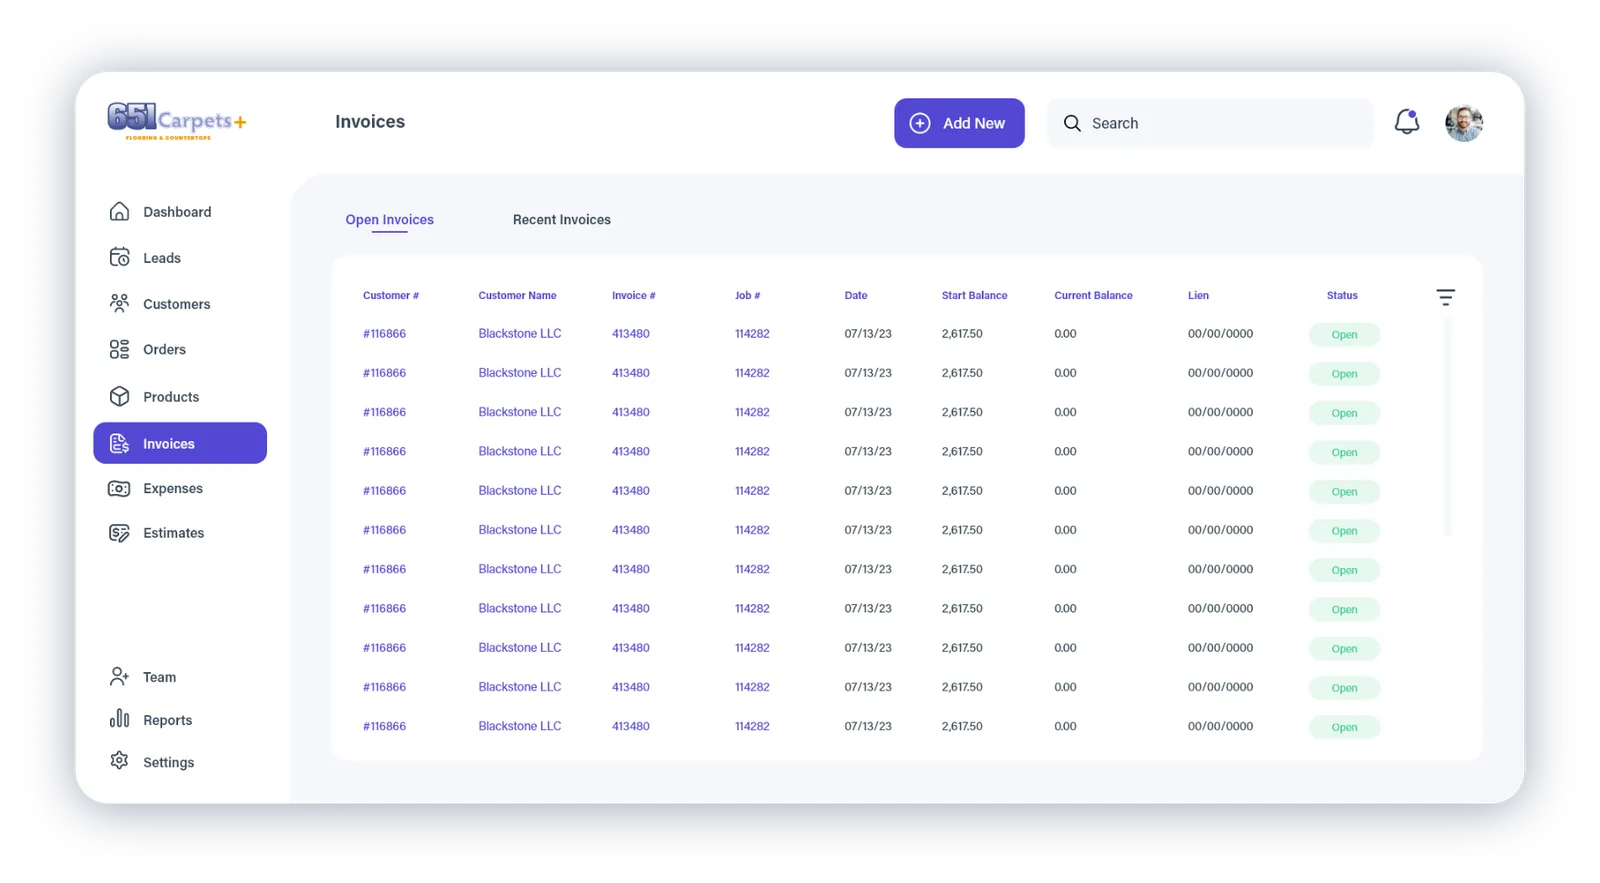 651 Carpets+
FLOORING & COUNTERTOPS
Invoices
Add New
Search
Dashboard
Leads
Customers
Orders
Products
Invoices
Expenses
Estimates
Team
Reports
Settings
Open Invoices Recent Invoices
Customer # Customer Name Invoice # Job # Date Start Balance Current Balance Lien Status
#116866 Blackstone LLC 413480 114282 07/13/23 2,617.50 0.00 00/00/0000 Open
#116866 Blackstone LLC 413480 114282 07/13/23 2,617.50 0.00 00/00/0000 Open
#116866 Blackstone LLC 413480 114282 07/13/23 2,617.50 0.00 00/00/0000 Open
#116866 Blackstone LLC 413480 114282 07/13/23 2,617.50 0.00 00/00/0000 Open
#116866 Blackstone LLC 413480 114282 07/13/23 2,617.50 0.00 00/00/0000 Open
#116866 Blackstone LLC 413480 114282 07/13/23 2,617.50 0.00 00/00/0000 Open
#116866 Blackstone LLC 413480 114282 07/13/23 2,617.50 0.00 00/00/0000 Open
#116866 Blackstone LLC 413480 114282 07/13/23 2,617.50 0.00 00/00/0000 Open
#116866 Blackstone LLC 413480 114282 07/13/23 2,617.50 0.00 00/00/0000 Open
#116866 Blackstone LLC 413480 114282 07/13/23 2,617.50 0.00 00/00/0000 Open
#116866 Blackstone LLC 413480 114282 07/13/23 2,617.50 0.00 00/00/0000 Open